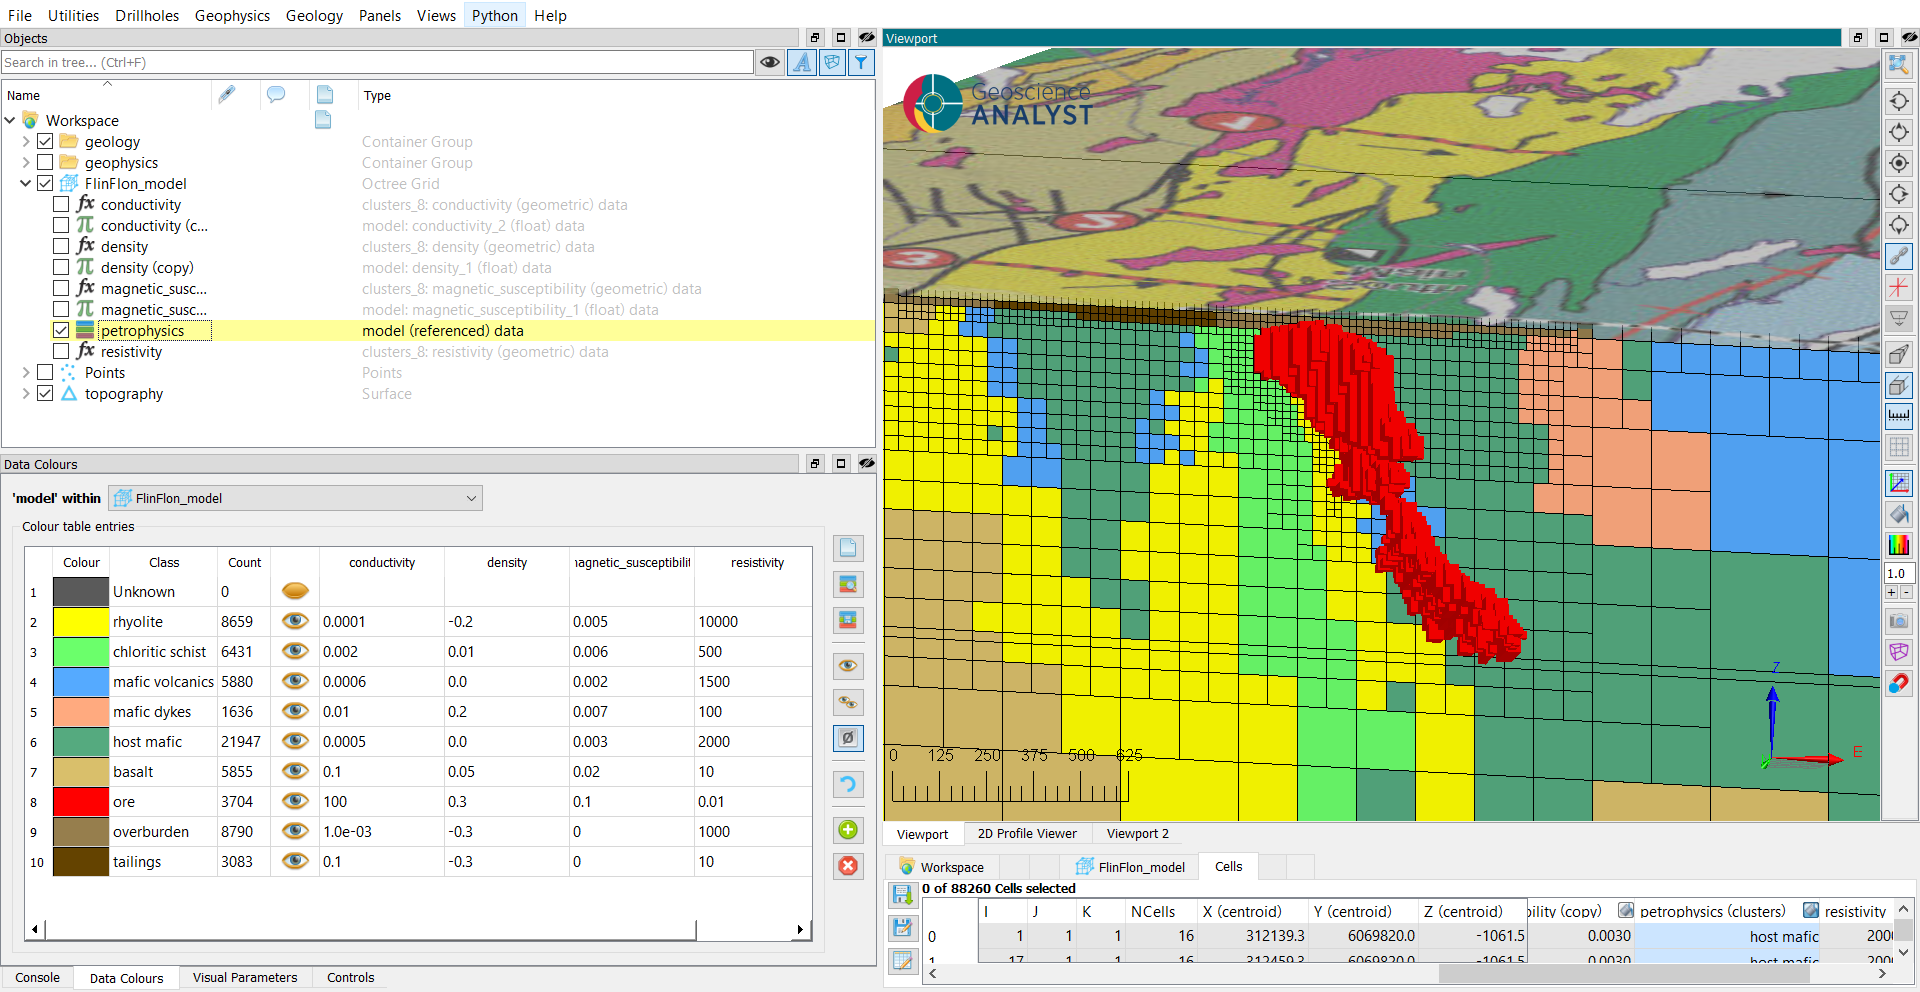 File Utilities Drillholes Geophysics Geology Panels Views Python Help
Objects
Search in tree... (Ctrl+F)
Name Type
Workspace
geology Container Group
geophysics Container Group
FlinFlon_model Octree Grid
fx conductivity clusters_8: conductivity (geometric) data
π conductivity (c... model: conductivity_2 (float) data
fx density clusters_8: density (geometric) data
π density (copy) model: density_1 (float) data
fx magnetic_susc... clusters_8: magnetic_susceptibility (geometric) data
π magnetic_susc... model: magnetic_susceptibility_1 (float) data
petrophysics model (referenced) data
fx resistivity clusters_8: resistivity (geometric) data
Points Points
topography Surface
Data Colours
'model' within FlinFlon_model
Colour table entries
Colour Class Count conductivity density nagnetic_susceptibilit resistivity
1 Unknown 0
2 rhyolite 8659 0.0001 -0.2 0.005 10000
3 chloritic schist 6431 0.002 0.01 0.006 500
4 mafic volcanics 5880 0.0006 0.0 0.002 1500
5 mafic dykes 1636 0.01 0.2 0.007 100
6 host mafic 21947 0.0005 0.0 0.003 2000
7 basalt 5855 0.1 0.05 0.02 10
8 ore 3704 100 0.3 0.1 0.01
9 overburden 8790 1.0e-03 -0.3 0 1000
10 tailings 3083 0.1 -0.3 0 10
Console Data Colours Visual Parameters Controls
Viewport
Geoscience
ANALYST
1
5
3
0 125 250 375 500 625
Z
E
1.0
+ -
Viewport 2D Profile Viewer Viewport 2
Workspace FlinFlon_model Cells
0 of 88260 Cells selected
I J K NCells X (centroid) Y (centroid) Z (centroid) bility (copy) petrophysics (clusters) resistivity
0 1 1 1 16 312139.3 6069820.0 -1061.5 0.0030 host mafic 200
1 17 1 1 16 312459.3 6069820.0 -1061.5 0.0030 host mafic 200